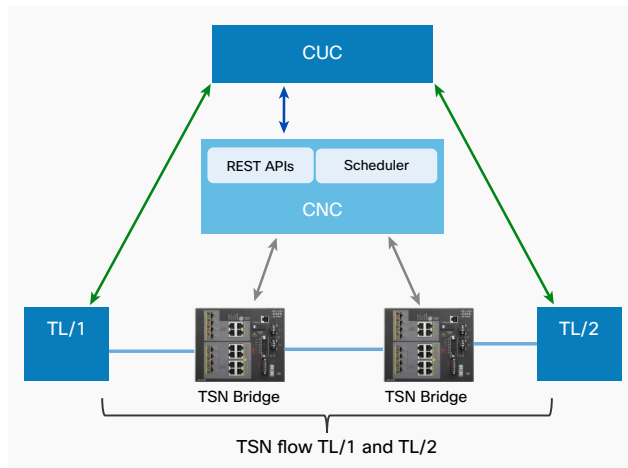 CUC
REST APIs
Scheduler
CNC
TL/1
TL/2
TSN Bridge
TSN Bridge
TSN flow TL/1 and TL/2